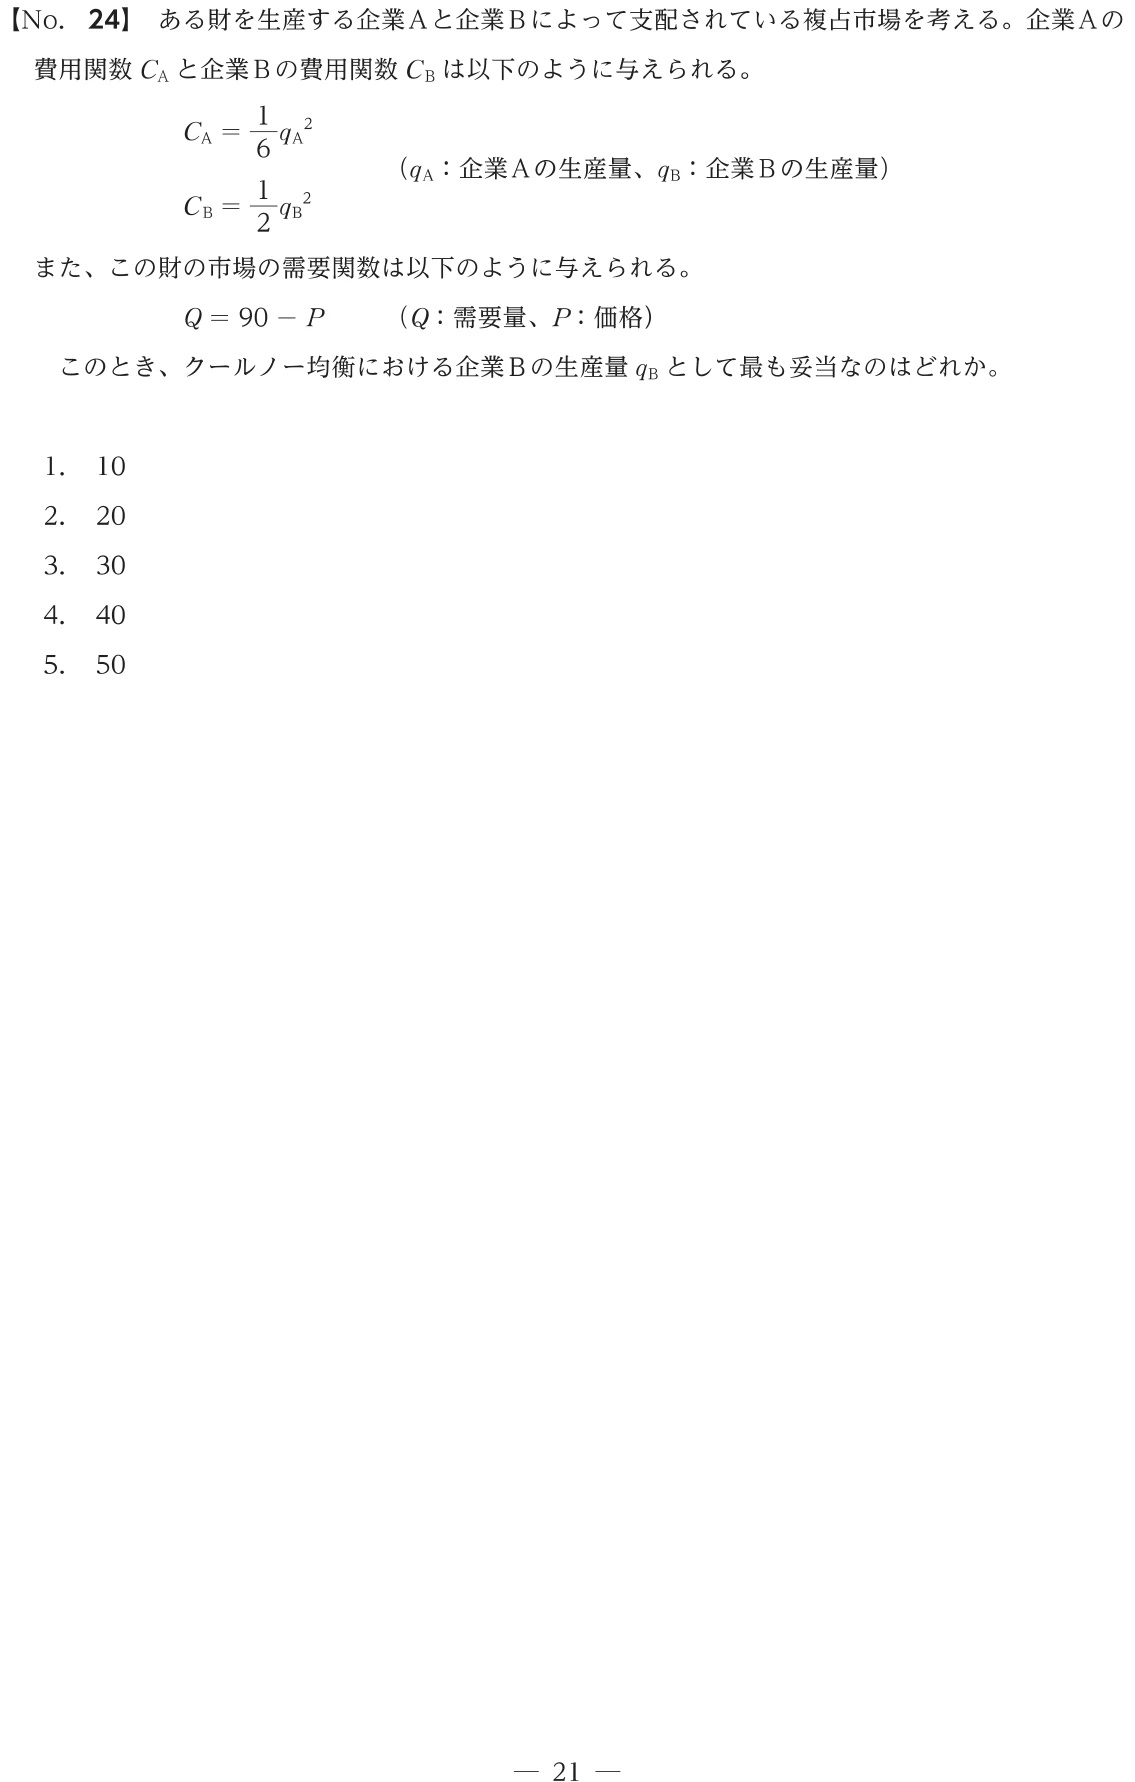 【No. 24】 ある財を生産する企業Aと企業Bによって支配されている複占市場を考える。企業Aの
費用関数 C_A と企業Bの費用関数 C_B は以下のように与えられる。
C_A = 1/6 q_A²
(q_A：企業Aの生産量、q_B：企業Bの生産量)
C_B = 1/2 q_B²
また、この財の市場の需要関数は以下のように与えられる。
Q = 90 − P (Q：需要量、P：価格)
このとき、クールノー均衡における企業Bの生産量 q_B として最も妥当なのはどれか。
1. 10
2. 20
3. 30
4. 40
5. 50
— 21 —